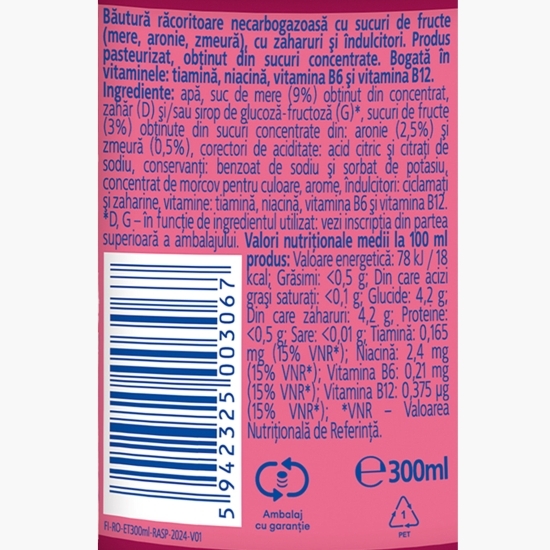 Băutură răcoritoare necarbogazoasă cu sucuri de fructe
(mere, aronie, zmeură), cu zaharuri și îndulcitori. Produs
pasteurizat, obținut din sucuri concentrate. Bogată în
vitaminele: tiamină, niacină, vitamina B6 și vitamina B12.
Ingrediente: apă, suc de mere (9%) obținut din concentrat,
zahăr (D) și/sau sirop de glucoză-fructoză (G)*, sucuri de fructe
(3%) obținute din sucuri concentrate din: aronie (2,5%) și
zmeură (0,5%), corectori de aciditate: acid citric și citrați de
sodiu, conservanți: benzoat de sodiu și sorbat de potasiu,
concentrat de morcov pentru culoare, arome, îndulcitori: ciclamați
și zaharine, vitamine: tiamină, niacină, vitamina B6 și vitamina B12.
*D, G – în funcție de ingredientul utilizat: vezi inscripția din partea
superioară a ambalajului. Valori nutriționale medii la 100 ml
produs: Valoare energetică: 78 kJ / 18
kcal; Grăsimi: <0,5 g; Din care acizi
grași saturați: <0,1 g; Glucide: 4,2 g;
Din care zaharuri: 4,2 g; Proteine:
<0,5 g; Sare: <0,01 g; Tiamină: 0,165
mg (15% VNR*); Niacină: 2,4 mg
(15% VNR*); Vitamina B6: 0,21 mg
(15% VNR*); Vitamina B12: 0,375 µg
(15% VNR*); *VNR – Valoarea
Nutrițională de Referință.
5 942325 003067
Ambalaj
cu garanție
℮300ml
1
PET
FI-RO-ET300ml-RASP-2024-V01